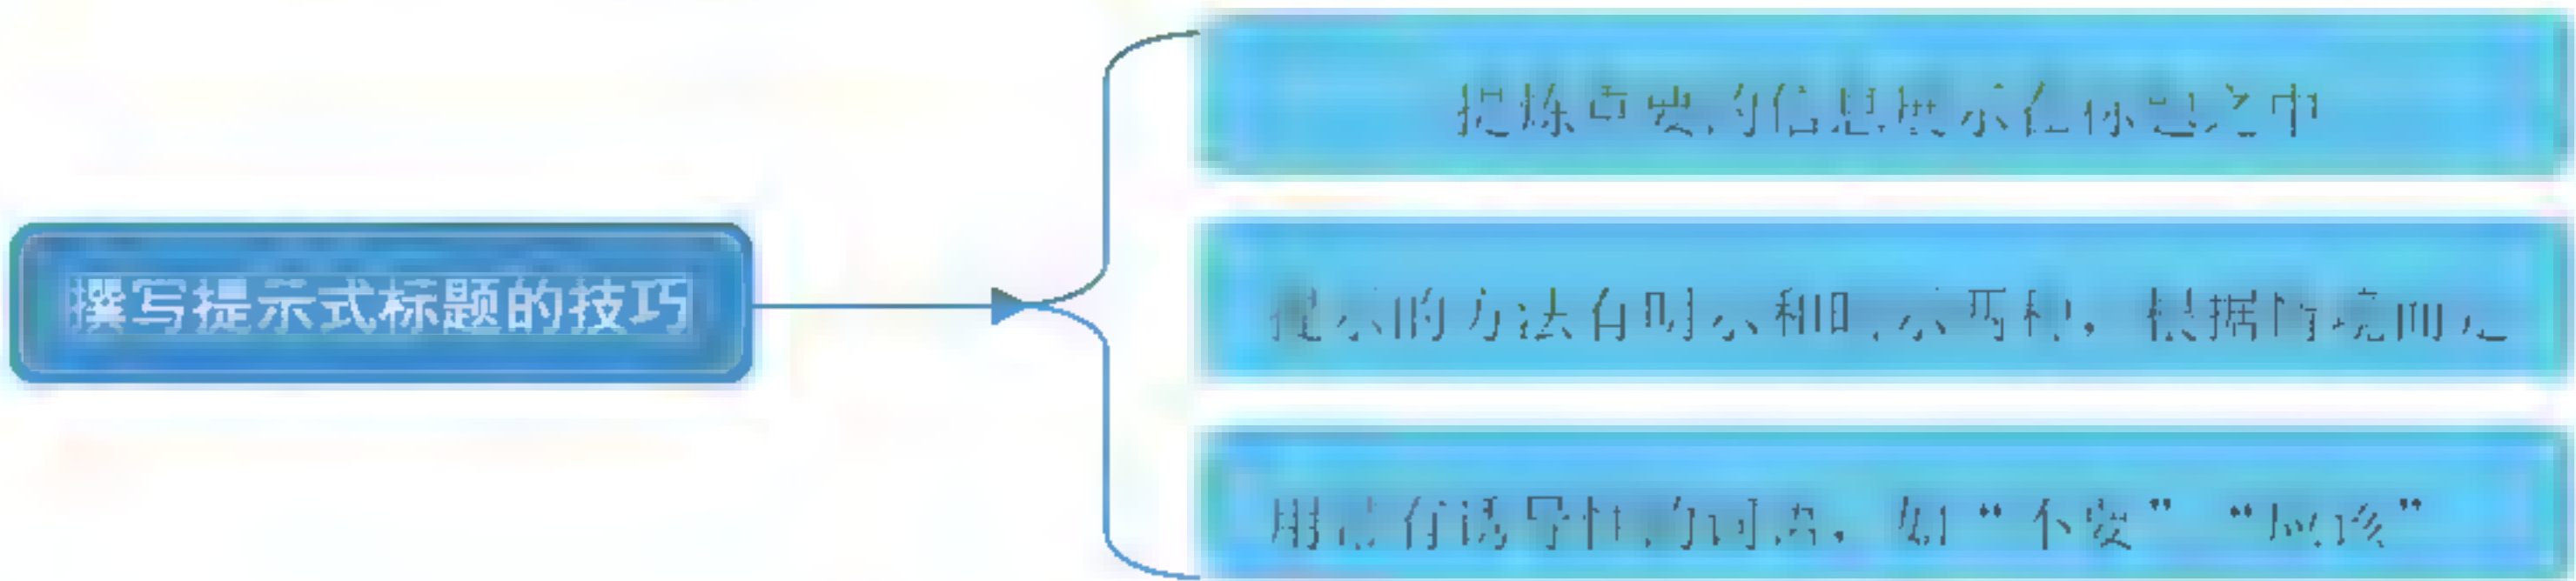 撰写提示式标题的技巧
提炼重要的信息展示在标题之中
提示的方法有明示和暗示两种，根据情境而定
用带有诱导性的词语，如“不要”“应该”